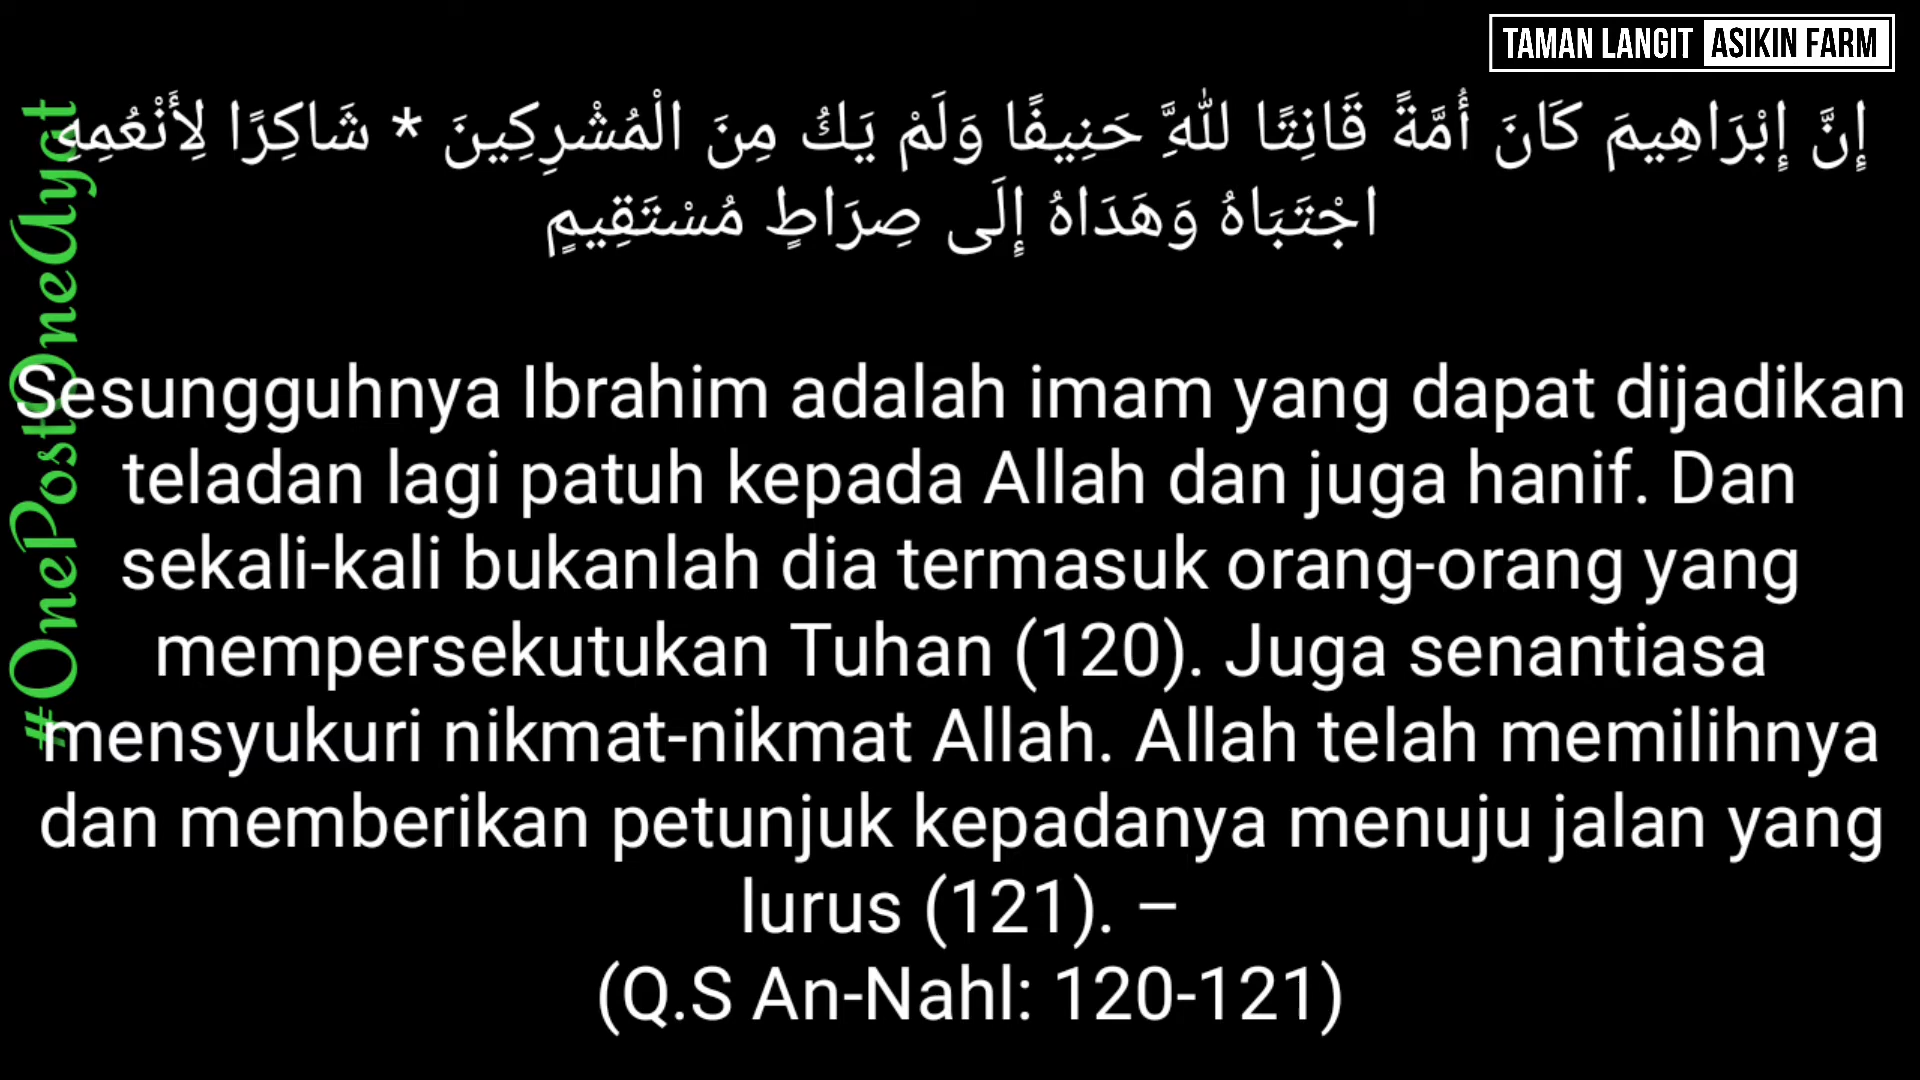 TAMAN LANGIT ASIKIN FARM
إِنَّ إِبْرَاهِيمَ كَانَ أُمَّةً قَانِتًا للَّهِ حَنِيفًا وَلَمْ يَكُ مِنَ الْمُشْرِكِينَ * شَاكِرًا لِأَنْعُمِهِ
اجْتَبَاهُ وَهَدَاهُ إِلَى صِرَاطٍ مُسْتَقِيمٍ
#OnePostOneAyat
Sesungguhnya Ibrahim adalah imam yang dapat dijadikan
teladan lagi patuh kepada Allah dan juga hanif. Dan
sekali-kali bukanlah dia termasuk orang-orang yang
mempersekutukan Tuhan (120). Juga senantiasa
mensyukuri nikmat-nikmat Allah. Allah telah memilihnya
dan memberikan petunjuk kepadanya menuju jalan yang
lurus (121). –
(Q.S An-Nahl: 120-121)